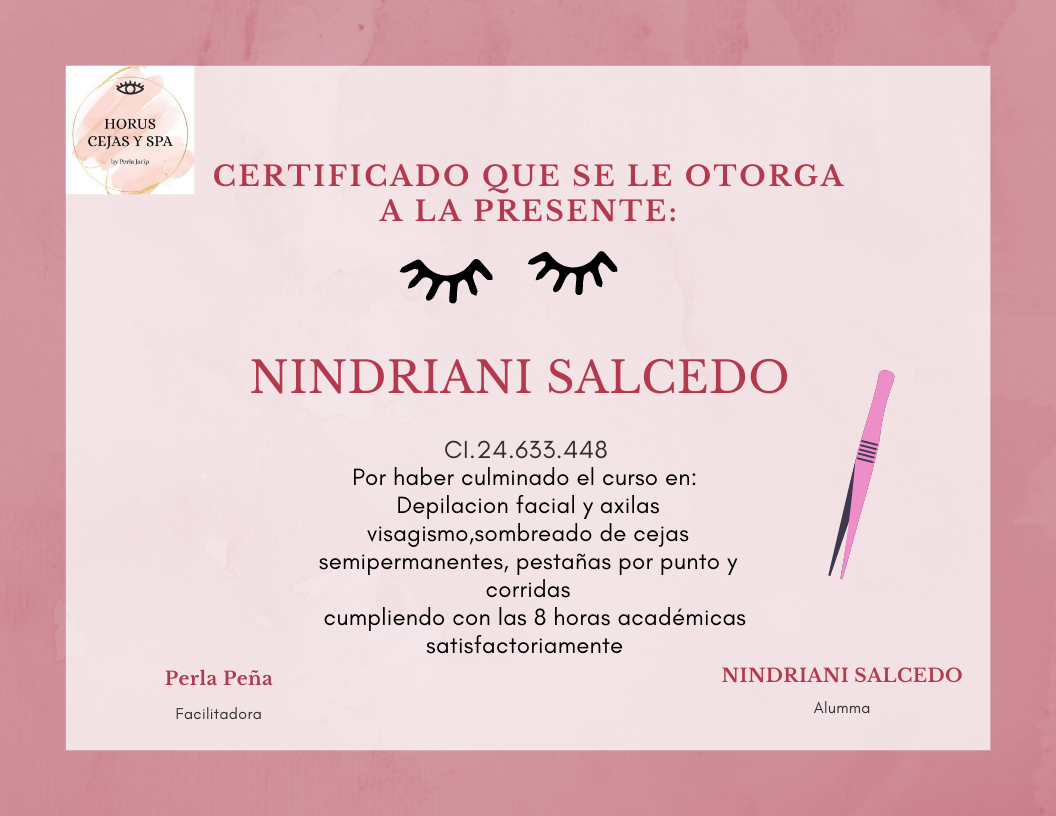 HORUS
CEJAS Y SPA
by Perla Jarip
CERTIFICADO QUE SE LE OTORGA
A LA PRESENTE:
NINDRIANI SALCEDO
CI.24.633.448
Por haber culminado el curso en:
Depilacion facial y axilas
visagismo,sombreado de cejas
semipermanentes, pestañas por punto y
corridas
cumpliendo con las 8 horas académicas
satisfactoriamente
Perla Peña
Facilitadora
NINDRIANI SALCEDO
Alumma